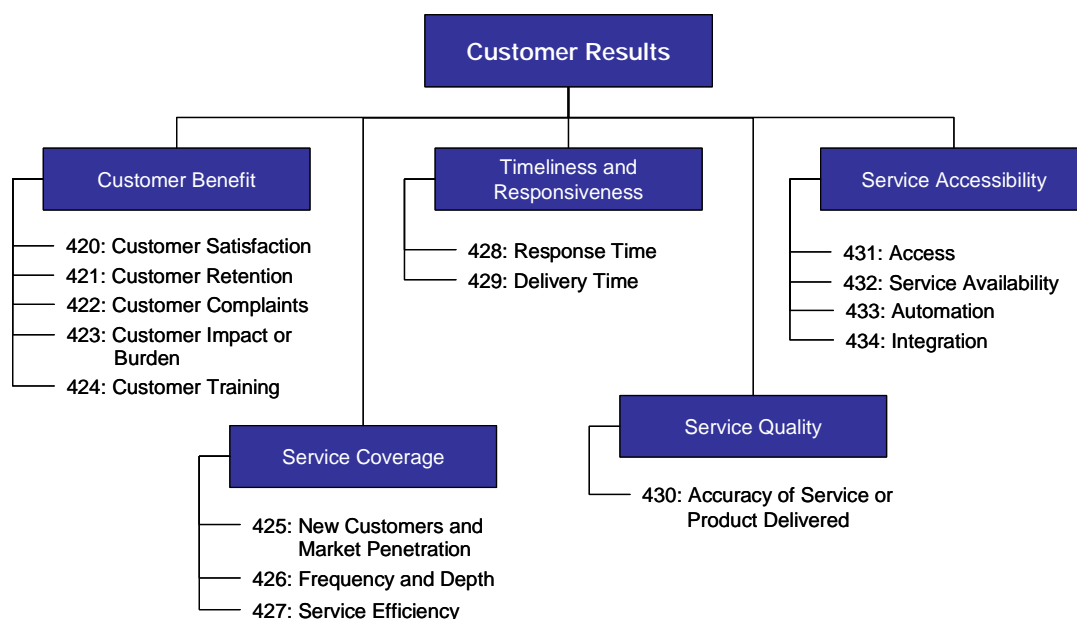 Customer Results
Customer Benefit
420: Customer Satisfaction
421: Customer Retention
422: Customer Complaints
423: Customer Impact or
Burden
424: Customer Training
Service Coverage
425: New Customers and
Market Penetration
426: Frequency and Depth
427: Service Efficiency
Timeliness and
Responsiveness
428: Response Time
429: Delivery Time
Service Quality
430: Accuracy of Service or
Product Delivered
Service Accessibility
431: Access
432: Service Availability
433: Automation
434: Integration